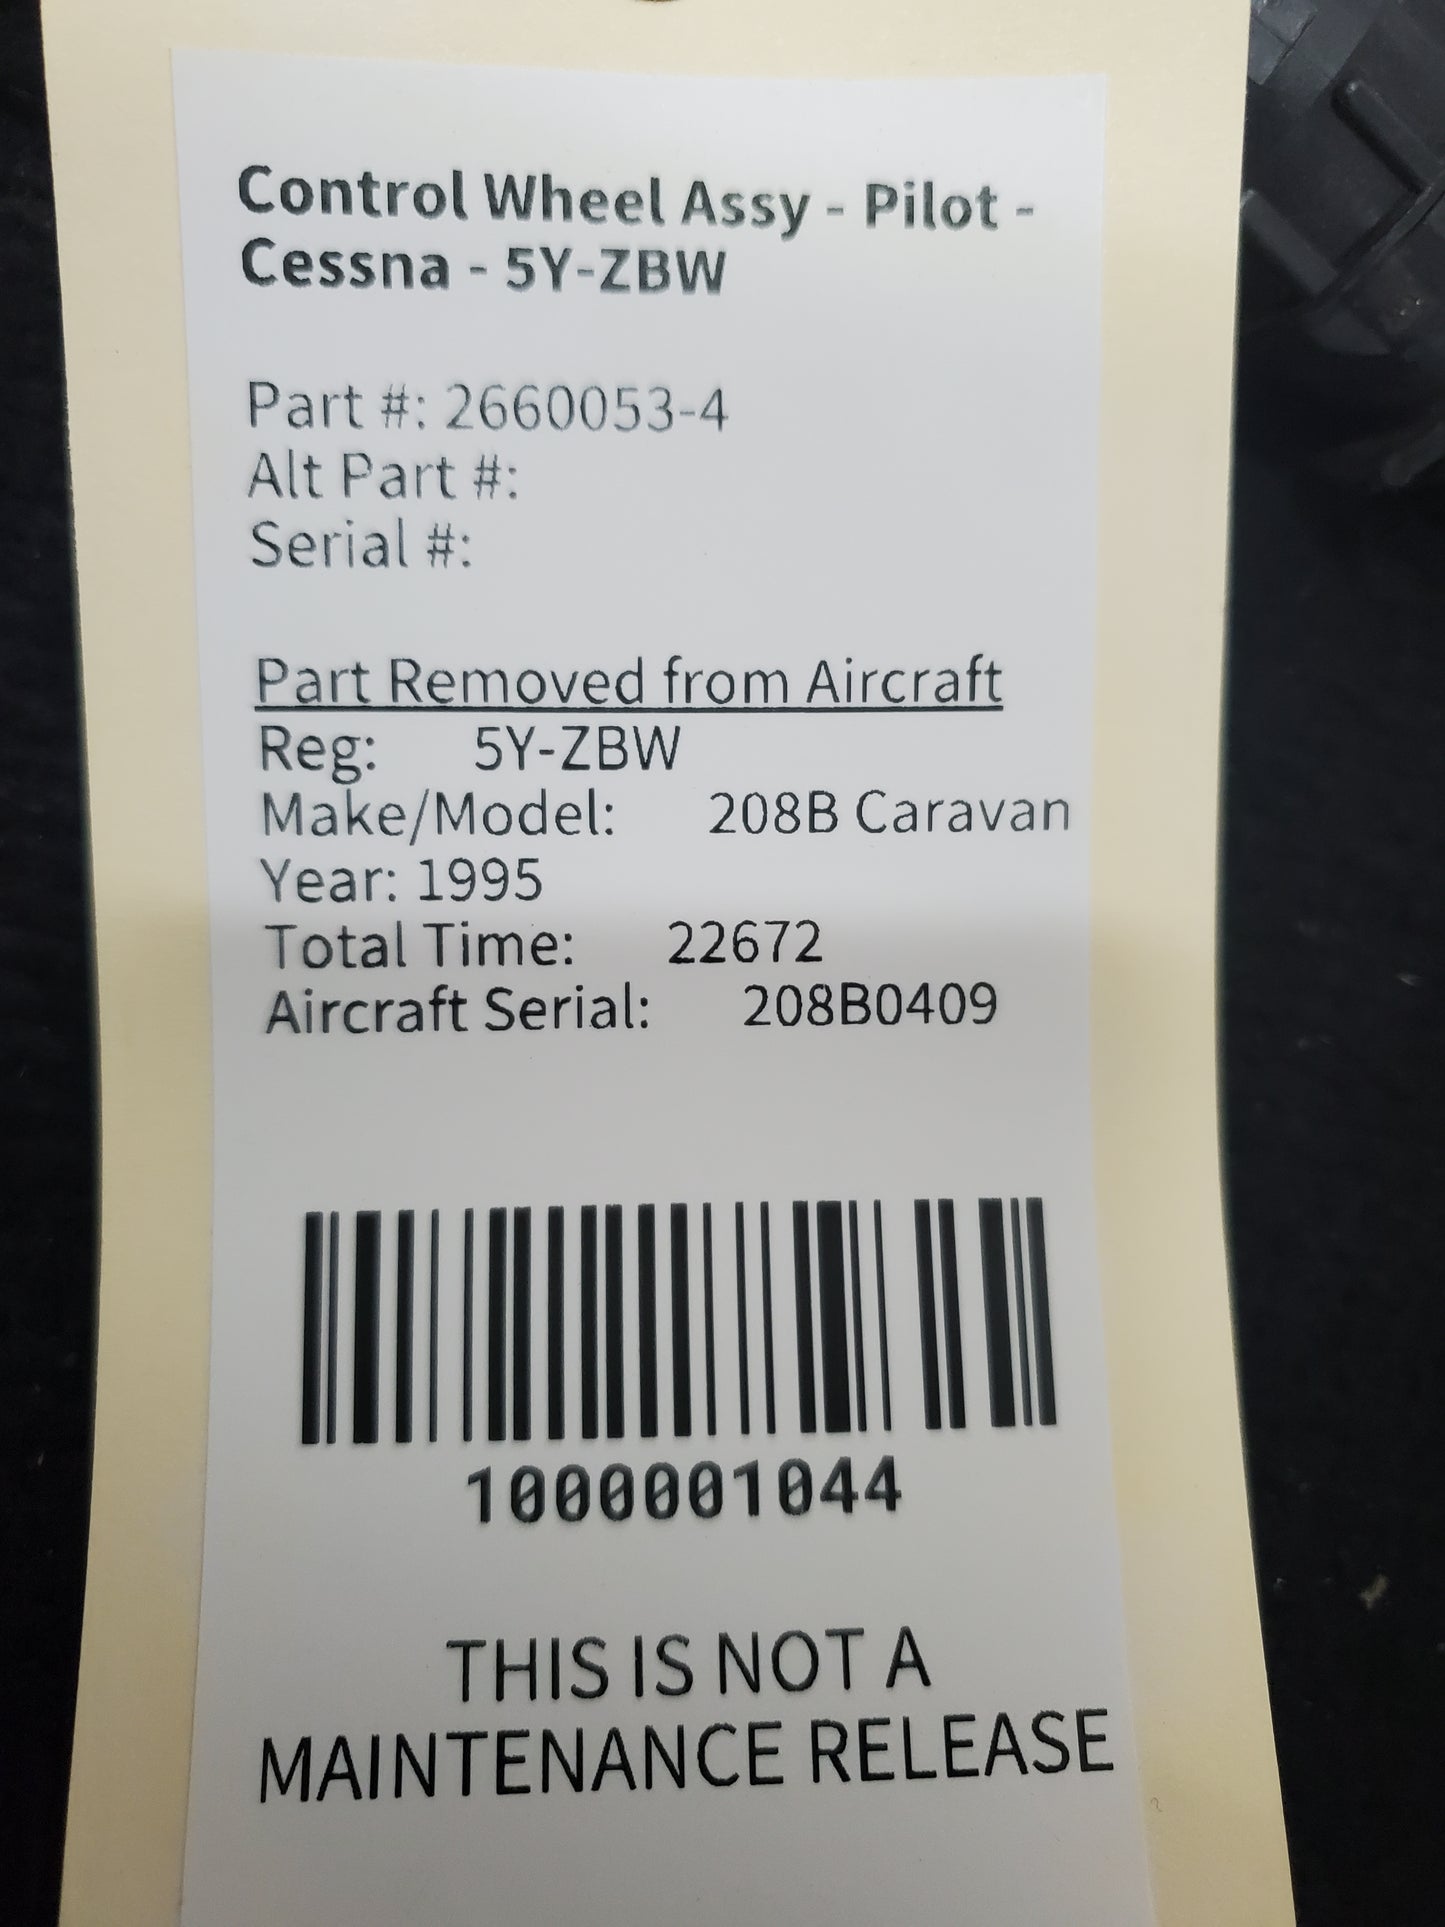 Control Wheel Assy - Pilot -
Cessna - 5Y-ZBW
Part #: 2660053-4
Alt Part #:
Serial #:
Part Removed from Aircraft
Reg: 5Y-ZBW
Make/Model: 208B Caravan
Year: 1995
Total Time: 22672
Aircraft Serial: 208B0409
1000001044
THIS IS NOT A
MAINTENANCE RELEASE